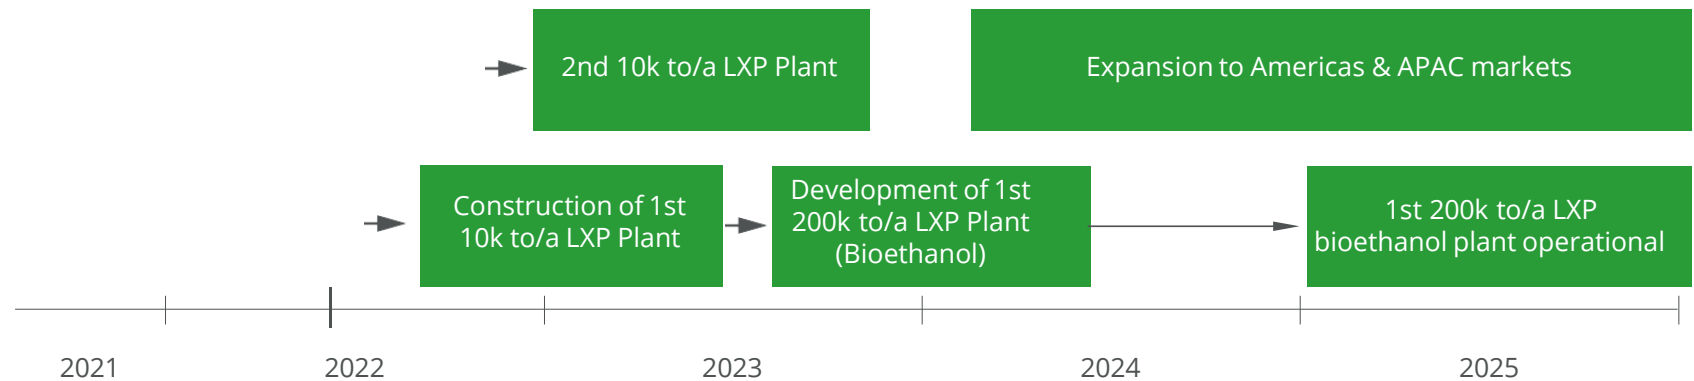 2nd 10k to/a LXP Plant
Expansion to Americas & APAC markets
Construction of 1st
10k to/a LXP Plant
Development of 1st
200k to/a LXP Plant
(Bioethanol)
1st 200k to/a LXP
bioethanol plant operational
2021
2022
2023
2024
2025